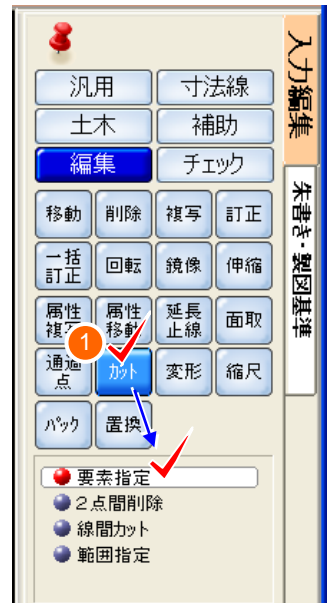 入力編集
朱書き・製図基準
汎用
寸法線
土木
補助
編集
チェック
移動
削除
複写
訂正
一括
訂正
回転
鏡像
伸縮
属性
複写
属性
移動
延長
止線
面取
通過
点
1
カット
変形
縮尺
パック
置換
要素指定
2点間削除
線間カット
範囲指定